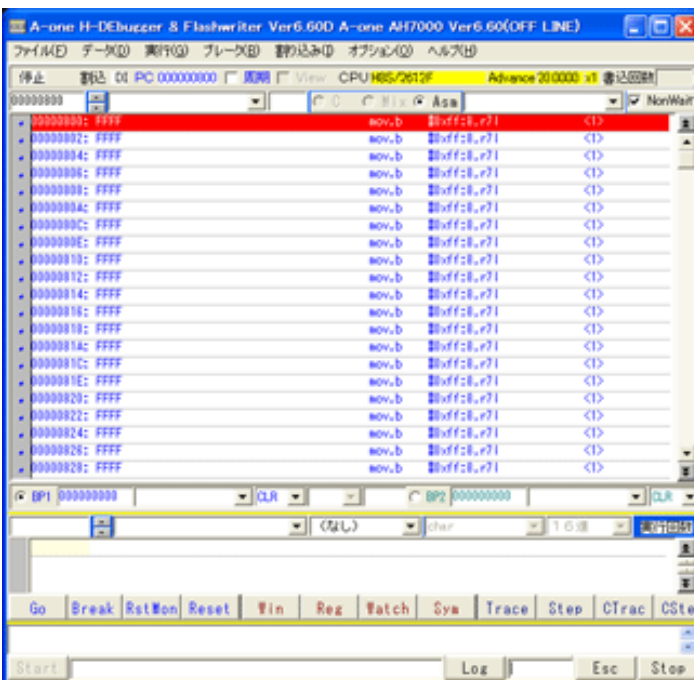 A-one H-DEbugger & Flashwriter Ver6.60D A-one AH7000 Ver6.60(OFF LINE)
ファイル(F) データ(D) 実行(G) ブレーク(B) 割り込み(I) オプション(O) ヘルプ(H)
停止 割込 DI PC 00000000 周期 View CPU H8S/2612F Advance 20.0000 x1 書込回数
00000800 C Mix Asm NonWait
00000800: FFFF mov.b #0xff:8,r7l <1>
00000802: FFFF mov.b #0xff:8,r7l <1>
00000804: FFFF mov.b #0xff:8,r7l <1>
00000806: FFFF mov.b #0xff:8,r7l <1>
00000808: FFFF mov.b #0xff:8,r7l <1>
0000080A: FFFF mov.b #0xff:8,r7l <1>
0000080C: FFFF mov.b #0xff:8,r7l <1>
0000080E: FFFF mov.b #0xff:8,r7l <1>
00000810: FFFF mov.b #0xff:8,r7l <1>
00000812: FFFF mov.b #0xff:8,r7l <1>
00000814: FFFF mov.b #0xff:8,r7l <1>
00000816: FFFF mov.b #0xff:8,r7l <1>
00000818: FFFF mov.b #0xff:8,r7l <1>
0000081A: FFFF mov.b #0xff:8,r7l <1>
0000081C: FFFF mov.b #0xff:8,r7l <1>
0000081E: FFFF mov.b #0xff:8,r7l <1>
00000820: FFFF mov.b #0xff:8,r7l <1>
00000822: FFFF mov.b #0xff:8,r7l <1>
00000824: FFFF mov.b #0xff:8,r7l <1>
00000826: FFFF mov.b #0xff:8,r7l <1>
00000828: FFFF mov.b #0xff:8,r7l <1>
BP1 000000000 CLR BP2 000000000 CLR
(なし) char 16進
Go Break RstMon Reset Win Reg Watch Sym Trace Step CTrac CSte
Start Log Esc Stop